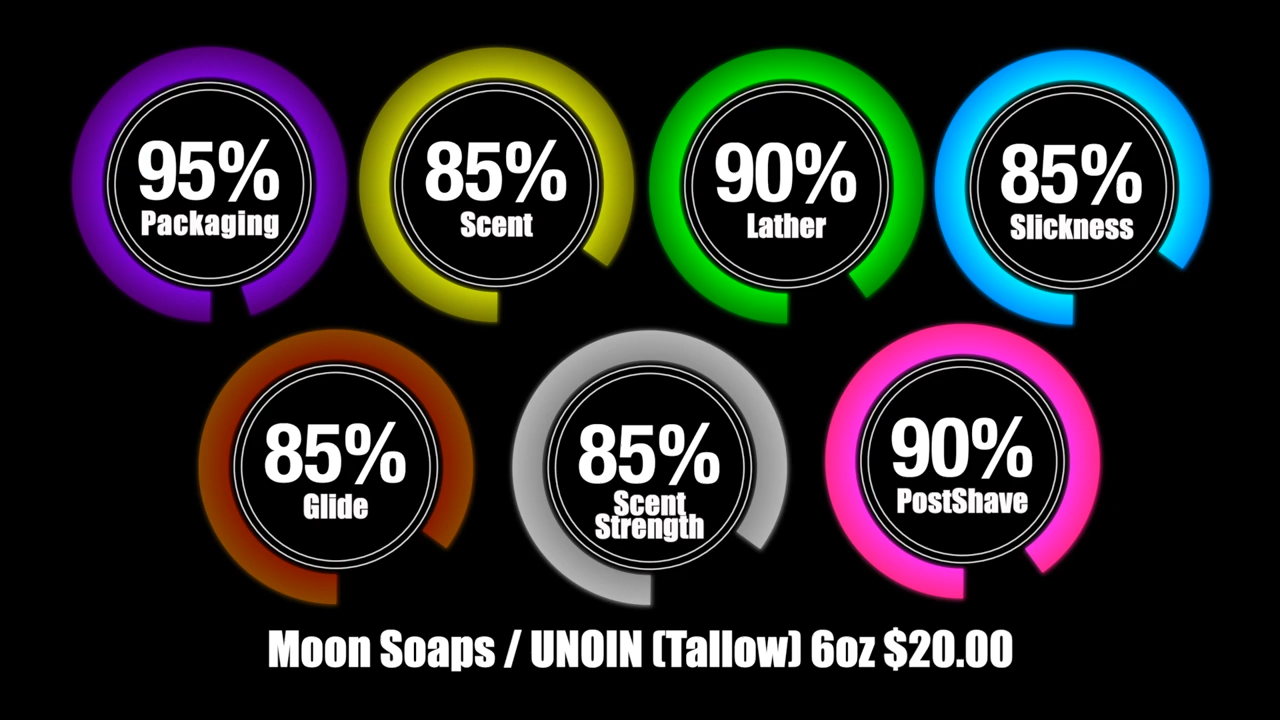 95%
Packaging
85%
Scent
90%
Lather
85%
Slickness
85%
Glide
85%
Scent
Strength
90%
PostShave
Moon Soaps / UNOIN (Tallow) 6oz $20.00